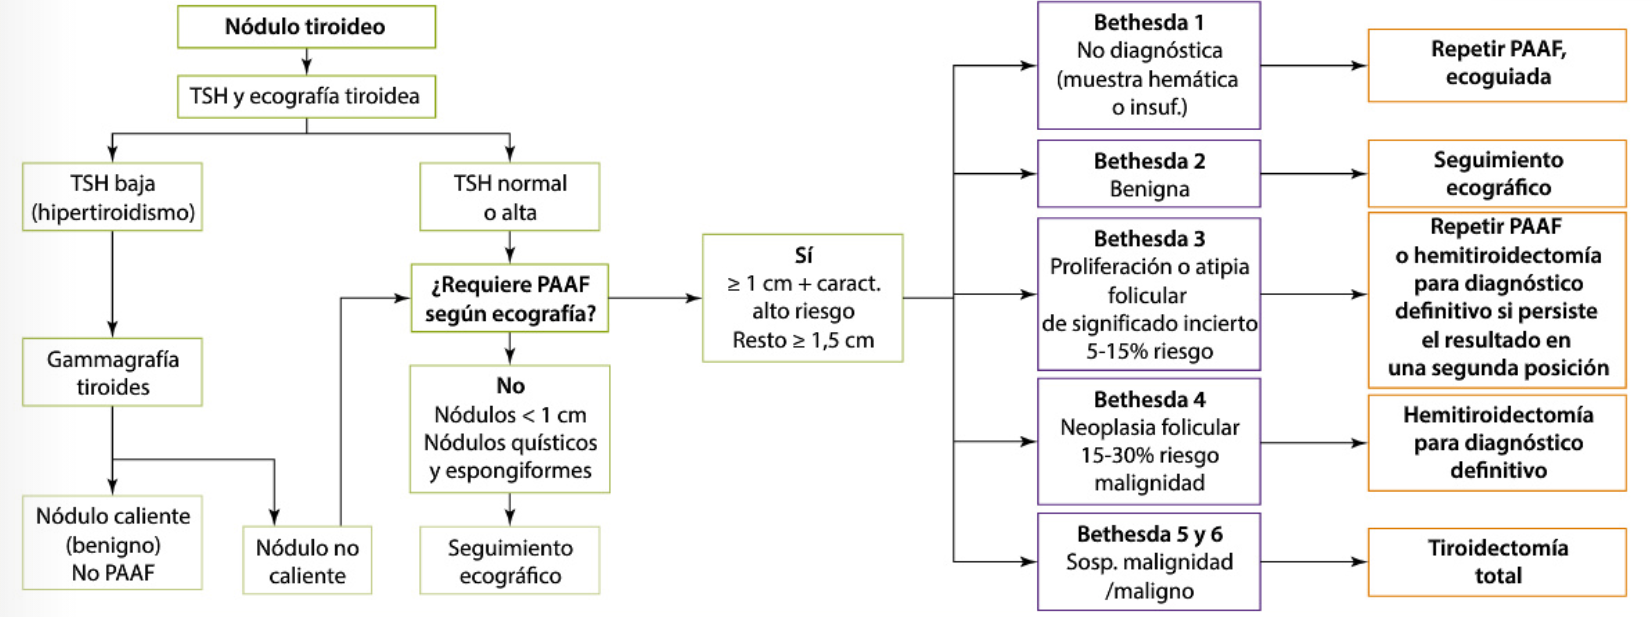 Nódulo tiroideo
TSH y ecografía tiroidea
TSH baja
(hipertiroidismo)
TSH normal
o alta
Gammagrafía
tiroides
Nódulo caliente
(benigno)
No PAAF
Nódulo no
caliente
¿Requiere PAAF
según ecografía?
No
Nódulos < 1 cm
Nódulos quísticos
y espongiformes
Seguimiento
ecográfico
Sí
≥ 1 cm + caract.
alto riesgo
Resto ≥ 1,5 cm
Bethesda 1
No diagnóstica
(muestra hemática
o insuf.)
Repetir PAAF,
ecoguiada
Bethesda 2
Benigna
Seguimiento
ecográfico
Bethesda 3
Proliferación o atipia
folicular
de significado incierto
5-15% riesgo
Repetir PAAF
o hemitiroidectomía
para diagnóstico
definitivo si persiste
el resultado en
una segunda posición
Bethesda 4
Neoplasia folicular
15-30% riesgo
malignidad
Hemitiroidectomía
para diagnóstico
definitivo
Bethesda 5 y 6
Sosp. malignidad
/maligno
Tiroidectomía
total